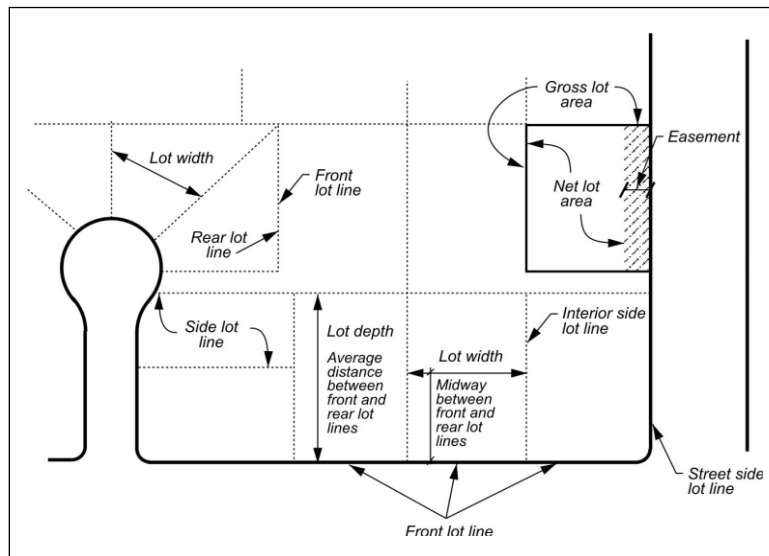 Gross lot
area
Easement
Lot width
Front
lot line
Net lot
area
Rear lot
line
Side lot
line
Lot depth
Average
distance
between
front and
rear lot
lines
Lot width
Midway
between
front and
rear lot
lines
Interior side
lot line
Street side
lot line
Front lot line